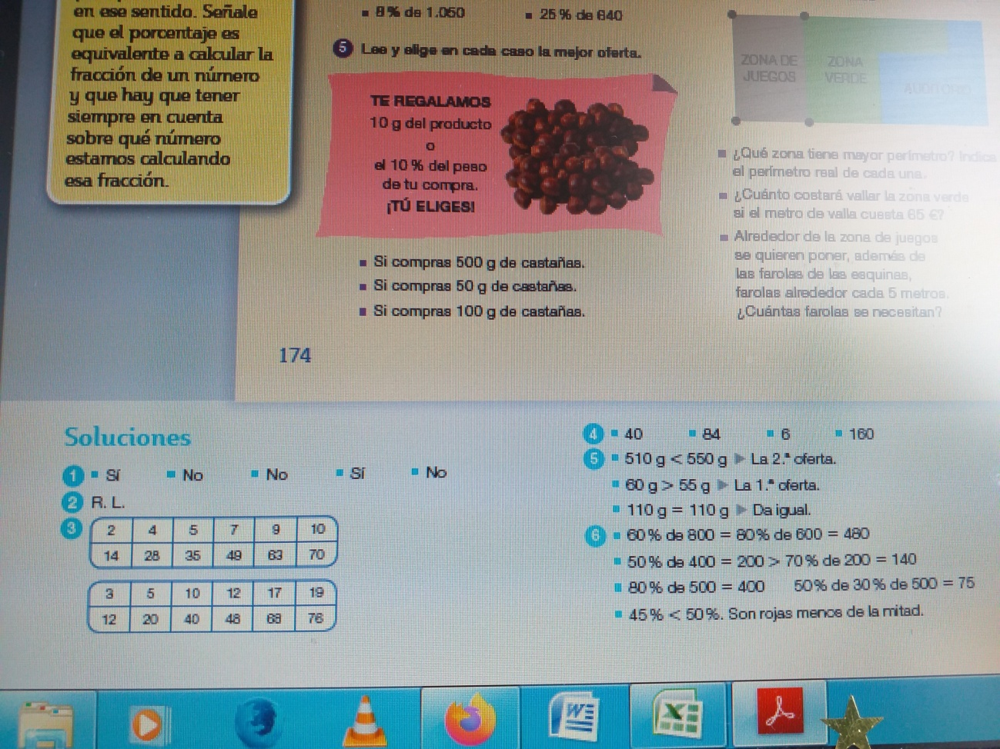 en ese sentido. Señale
que el porcentaje es
equivalente a calcular la
fracción de un número
y que hay que tener
siempre en cuenta
sobre qué número
estamos calculando
esa fracción.
8 % de 1.050
25 % de 640
5 Lee y elige en cada caso la mejor oferta.
TE REGALAMOS
10 g del producto
o
el 10 % del peso
de tu compra.
¡TÚ ELIGES!
Si compras 500 g de castañas.
Si compras 50 g de castañas.
Si compras 100 g de castañas.
174
ZONA DE
JUEGOS
ZONA
VERDE
AUDITORIO
¿Qué zona tiene mayor perímetro? Indica
el perímetro real de cada una.
¿Cuánto costará vallar la zona verde
si el metro de valla cuesta 65 €?
Alrededor de la zona de juegos
se quieren poner, además de
las farolas de las esquinas,
farolas alrededor cada 5 metros.
¿Cuántas farolas se necesitan?
Soluciones
1 Sí No No Sí No
2 R. L.
3 2 4 5 7 9 10
14 28 35 49 63 70
3 5 10 12 17 19
12 20 40 48 68 76
4 40 84 6 160
5 510 g < 550 g ▶ La 2.ª oferta.
60 g > 55 g ▶ La 1.ª oferta.
110 g = 110 g ▶ Da igual.
6 60 % de 800 = 80 % de 600 = 480
50 % de 400 = 200 > 70 % de 200 = 140
80 % de 500 = 400 50 % de 30 % de 500 = 75
45 % < 50 %. Son rojas menos de la mitad.